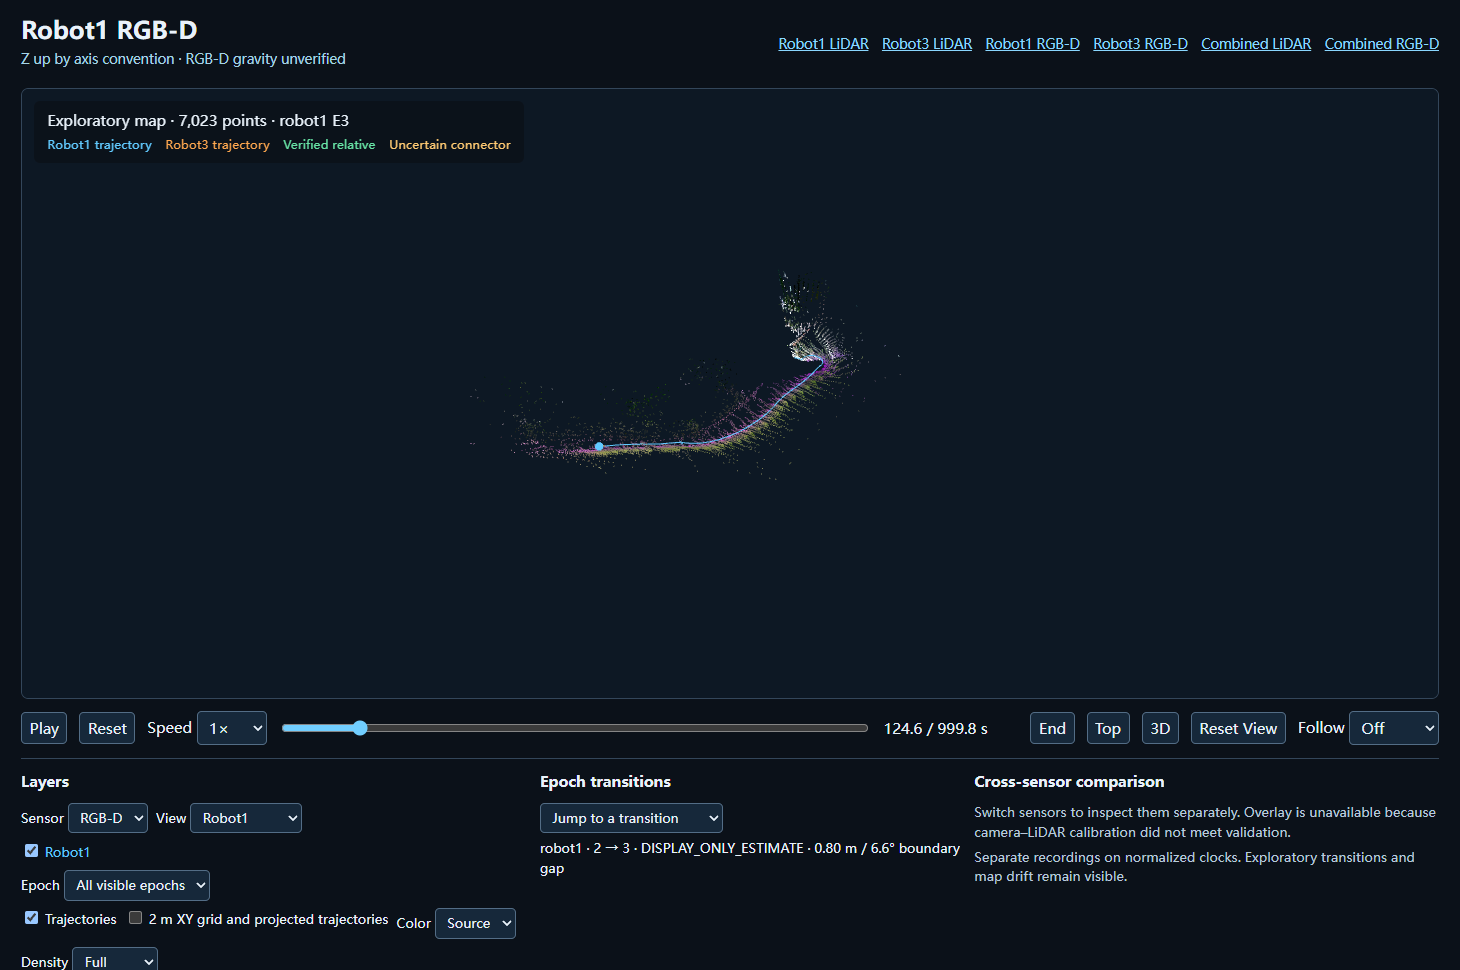 Robot1 RGB-D
Z up by axis convention · RGB-D gravity unverified
Robot1 LiDAR Robot3 LiDAR Robot1 RGB-D Robot3 RGB-D Combined LiDAR Combined RGB-D
Exploratory map · 7,023 points · robot1 E3
Robot1 trajectory Robot3 trajectory Verified relative Uncertain connector
Play Reset Speed 1× 124.6 / 999.8 s End Top 3D Reset View Follow Off
Layers
Sensor RGB-D View Robot1
Robot1
Epoch All visible epochs
Trajectories 2 m XY grid and projected trajectories Color Source
Density Full
Epoch transitions
Jump to a transition
robot1 · 2 → 3 · DISPLAY_ONLY_ESTIMATE · 0.80 m / 6.6° boundary
gap
Cross-sensor comparison
Switch sensors to inspect them separately. Overlay is unavailable because
camera–LiDAR calibration did not meet validation.
Separate recordings on normalized clocks. Exploratory transitions and
map drift remain visible.